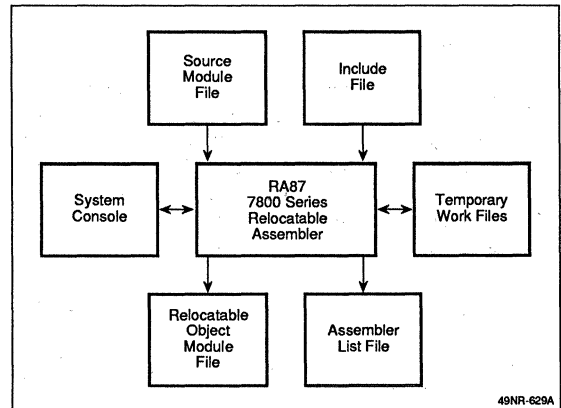 Source
Module
File
Include
File
System
Console
RA87
7800 Series
Relocatable
Assembler
Temporary
Work Files
Relocatable
Object
Module
File
Assembler
List File
49NR-629A